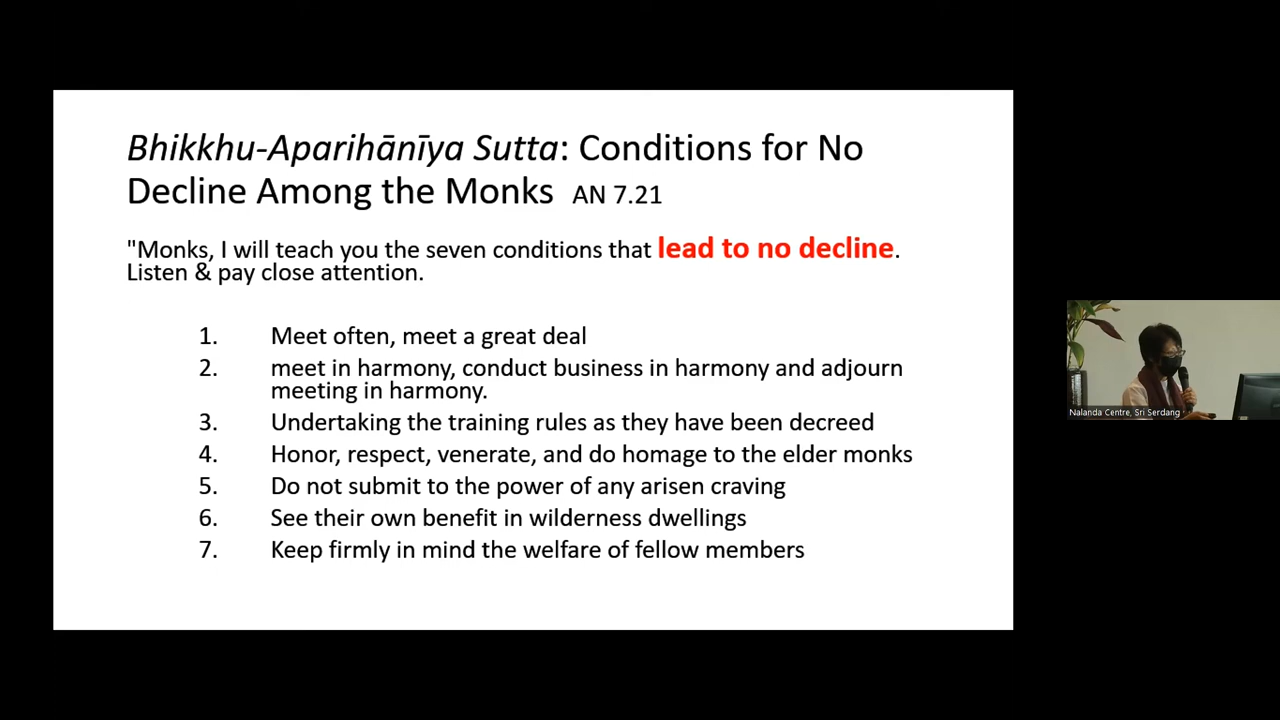 Bhikkhu-Aparihānīya Sutta: Conditions for No
Decline Among the Monks AN 7.21
"Monks, I will teach you the seven conditions that lead to no decline.
Listen & pay close attention.
1. Meet often, meet a great deal
2. meet in harmony, conduct business in harmony and adjourn
meeting in harmony.
3. Undertaking the training rules as they have been decreed
4. Honor, respect, venerate, and do homage to the elder monks
5. Do not submit to the power of any arisen craving
6. See their own benefit in wilderness dwellings
7. Keep firmly in mind the welfare of fellow members
Nalanda Centre, Sri Serdang